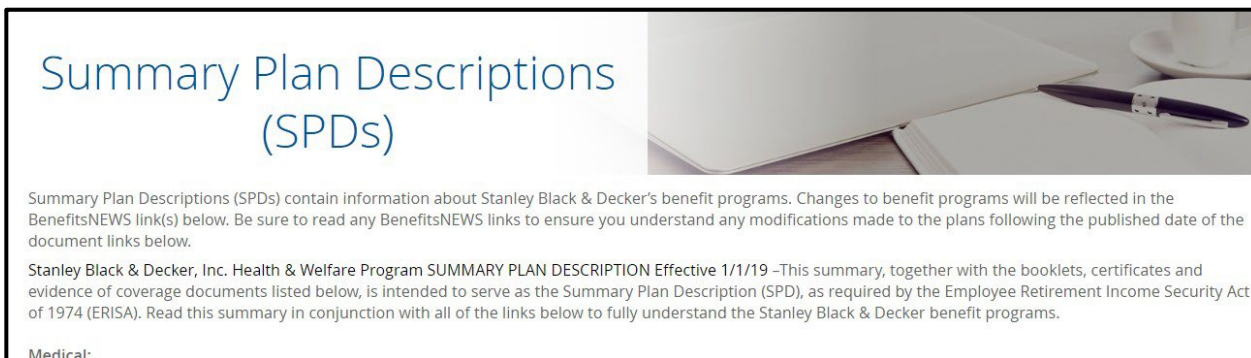 Summary Plan Descriptions
(SPDs)
Summary Plan Descriptions (SPDs) contain information about Stanley Black & Decker's benefit programs. Changes to benefit programs will be reflected in the
BenefitsNEWS link(s) below. Be sure to read any BenefitsNEWS links to ensure you understand any modifications made to the plans following the published date of the
document links below.
Stanley Black & Decker, Inc. Health & Welfare Program SUMMARY PLAN DESCRIPTION Effective 1/1/19 –This summary, together with the booklets, certificates and
evidence of coverage documents listed below, is intended to serve as the Summary Plan Description (SPD), as required by the Employee Retirement Income Security Act
of 1974 (ERISA). Read this summary in conjunction with all of the links below to fully understand the Stanley Black & Decker benefit programs.
Medical: